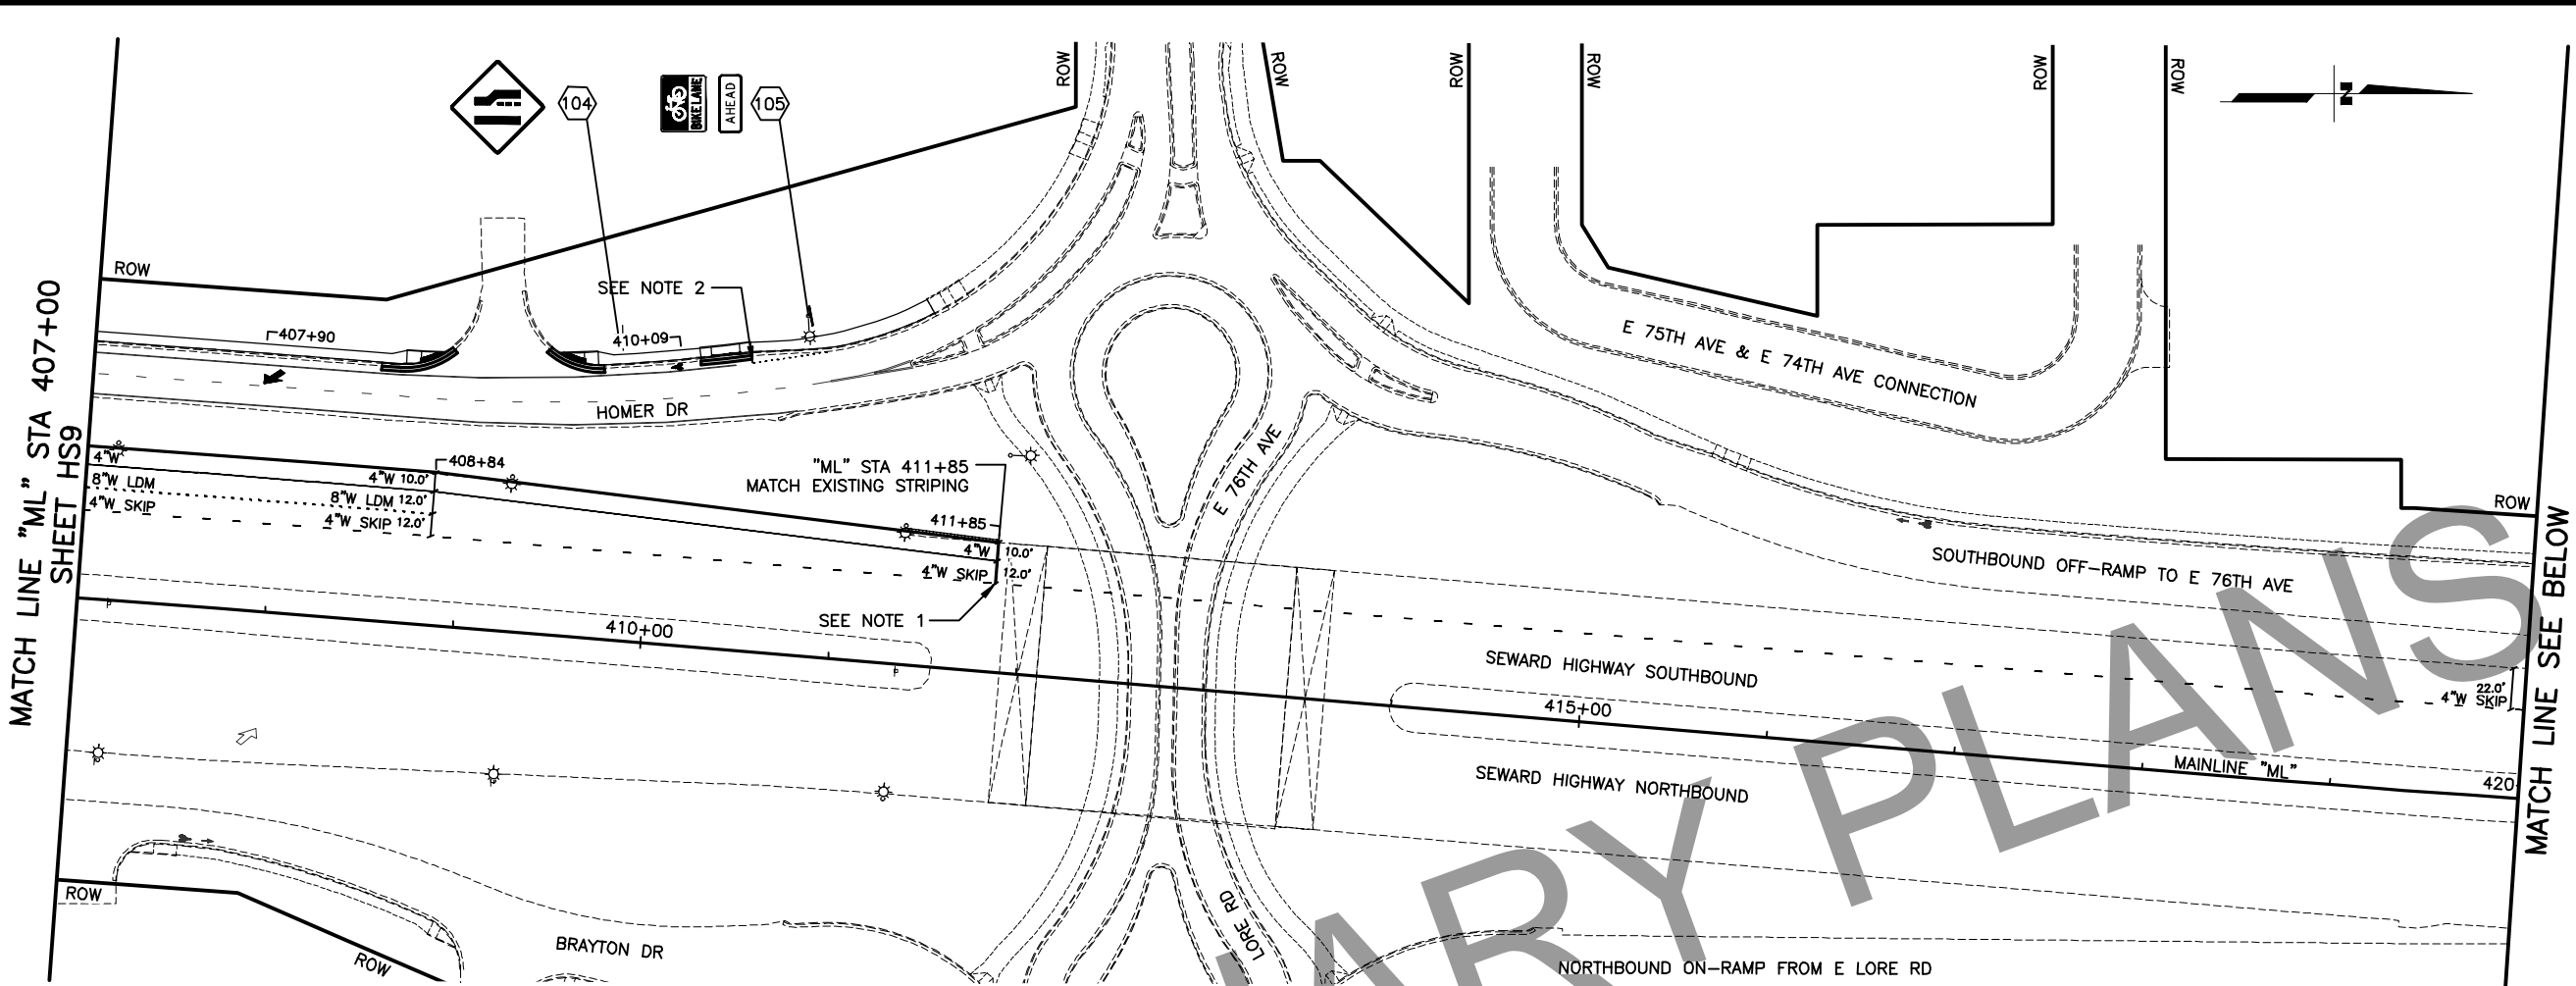 MATCH LINE "ML" STA 407+00
SHEET HS9
104
BIKE LANE
AHEAD
105
ROW
ROW
ROW
ROW
ROW
ROW
N
ROW
407+90
SEE NOTE 2
410+09
HOMER DR
E 75TH AVE & E 74TH AVE CONNECTION
4"W
8"W LDM
4"W SKIP
4"W 10.0'
8"W LDM 12.0'
4"W SKIP 12.0'
408+84
"ML" STA 411+85
MATCH EXISTING STRIPING
411+85
4"W 10.0'
4"W SKIP 12.0'
SEE NOTE 1
E 76TH AVE
ROW
SOUTHBOUND OFF-RAMP TO E 76TH AVE
410+00
SEWARD HIGHWAY SOUTHBOUND
415+00
22.0'
4"W SKIP
SEWARD HIGHWAY NORTHBOUND
MAINLINE "ML"
420
ROW
BRAYTON DR
ROW
LORE RD
NORTHBOUND ON-RAMP FROM E LORE RD
MATCH LINE SEE BELOW
ARY PLANS